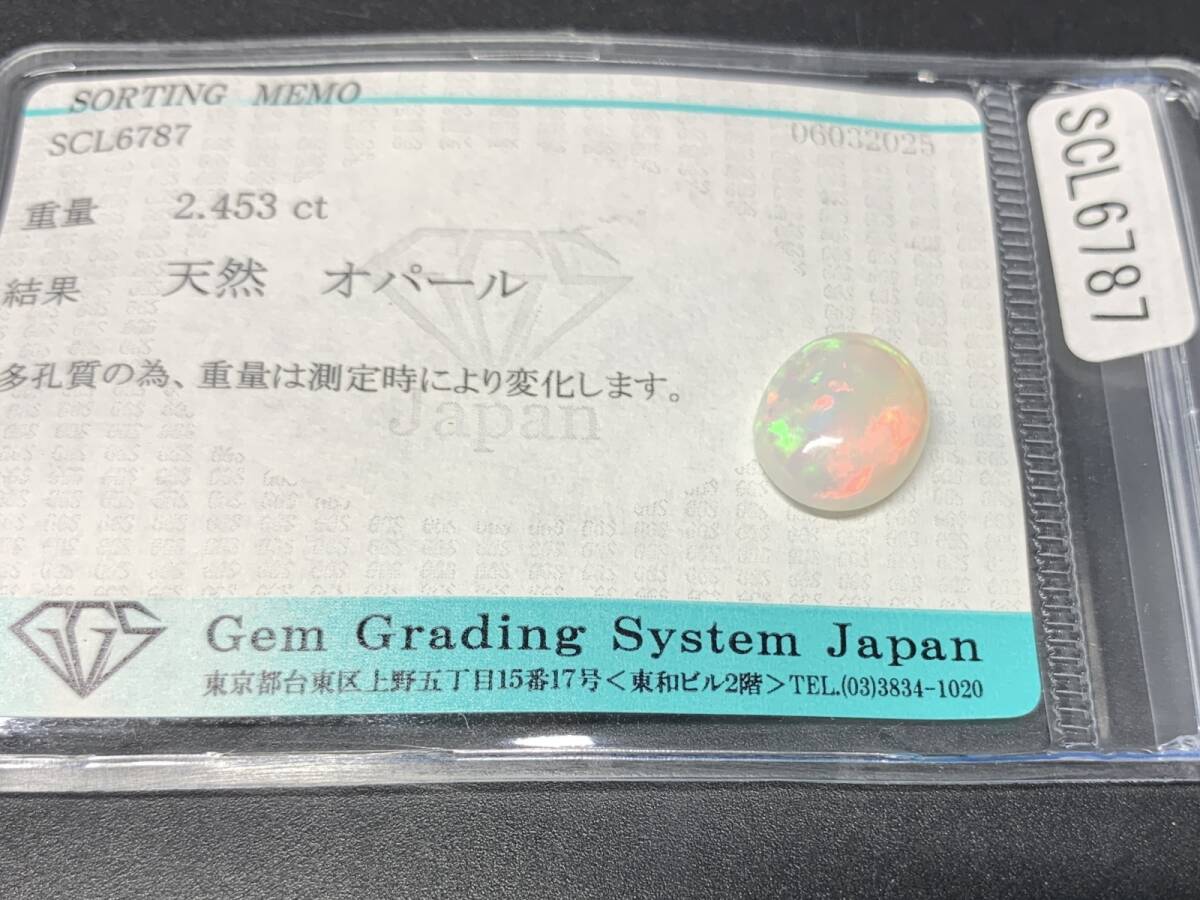 SORTING MEMO
SCL6787 06032025
重量 2.453 ct
結果 天然 オパール
多孔質の為、重量は測定時により変化します。
GGS
Japan
GGS Gem Grading System Japan
東京都台東区上野五丁目15番17号<東和ビル2階>TEL.(03)3834-1020
SCL6787